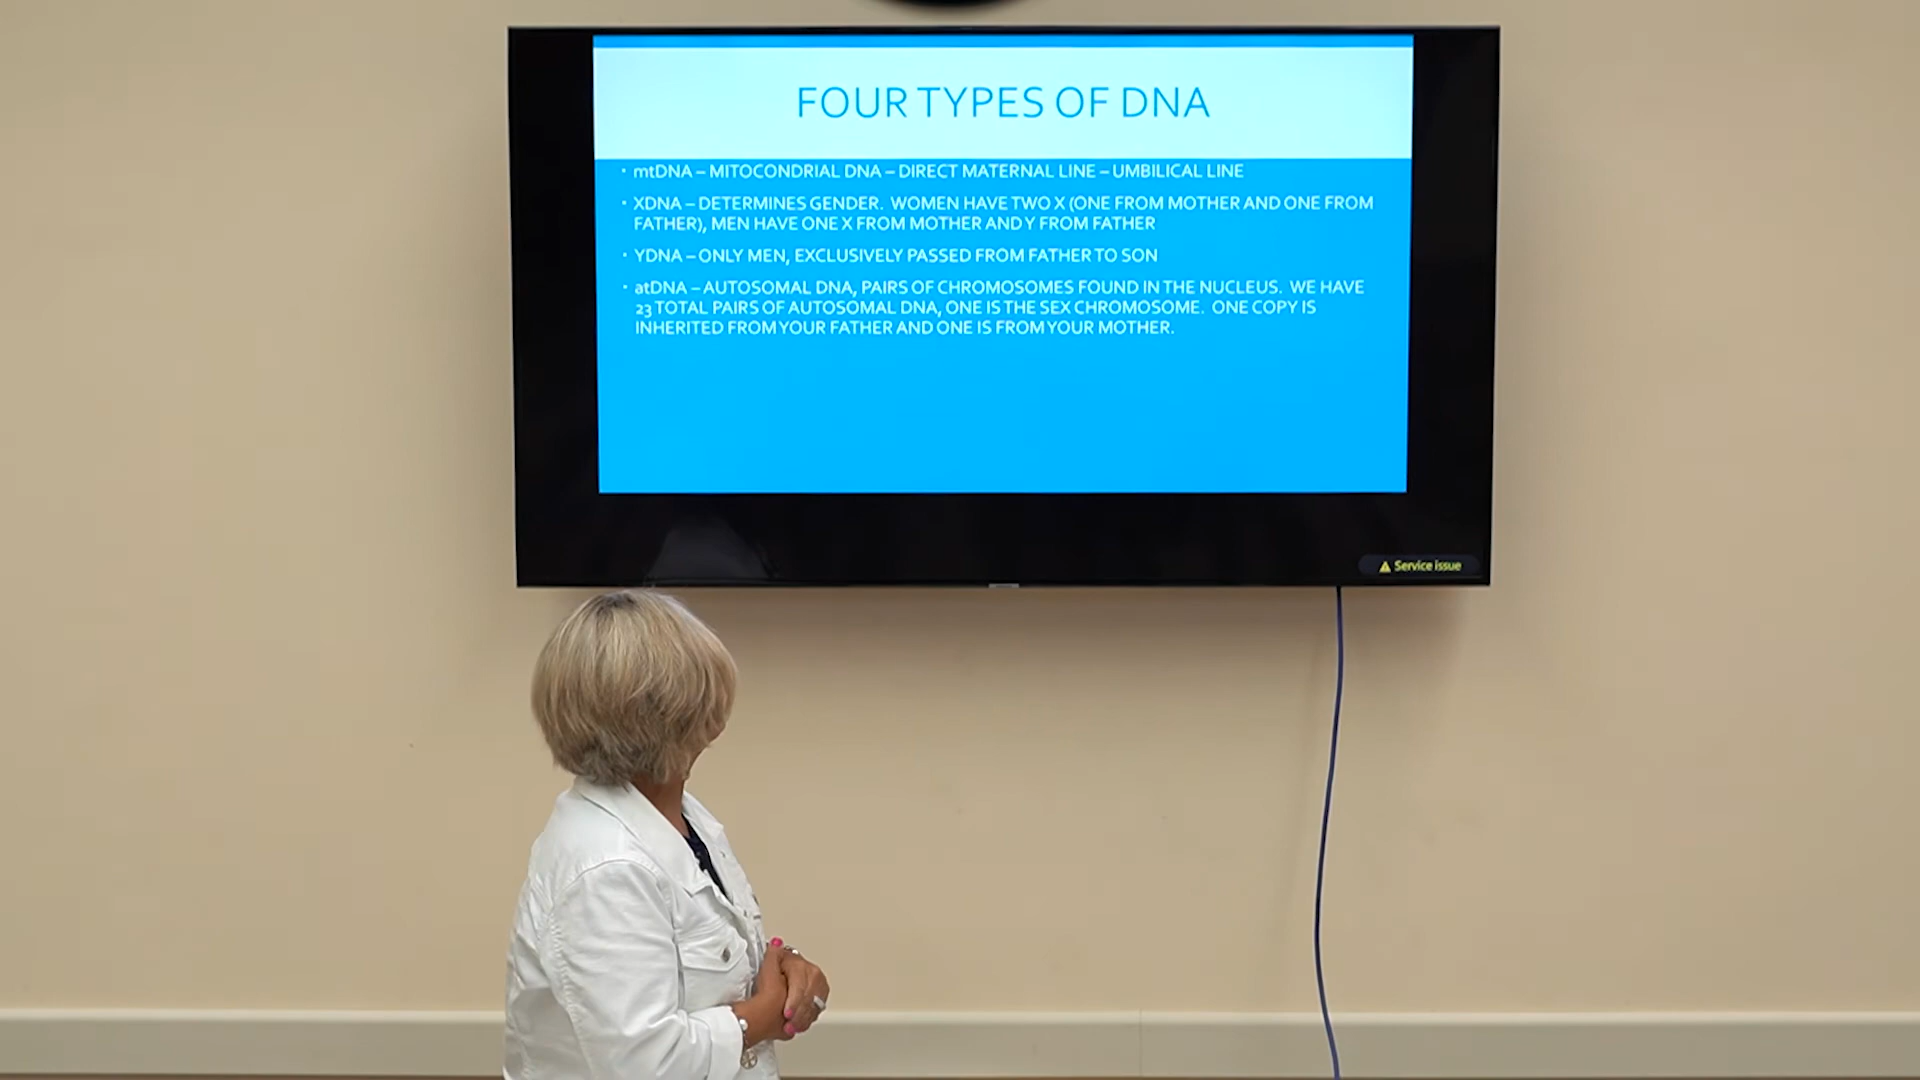 FOUR TYPES OF DNA
• mtDNA – MITOCONDRIAL DNA – DIRECT MATERNAL LINE – UMBILICAL LINE
• XDNA – DETERMINES GENDER. WOMEN HAVE TWO X (ONE FROM MOTHER AND ONE FROM
FATHER), MEN HAVE ONE X FROM MOTHER AND Y FROM FATHER
• YDNA – ONLY MEN, EXCLUSIVELY PASSED FROM FATHER TO SON
• atDNA – AUTOSOMAL DNA, PAIRS OF CHROMOSOMES FOUND IN THE NUCLEUS. WE HAVE
23 TOTAL PAIRS OF AUTOSOMAL DNA, ONE IS THE SEX CHROMOSOME. ONE COPY IS
INHERITED FROM YOUR FATHER AND ONE IS FROM YOUR MOTHER.
Service issue